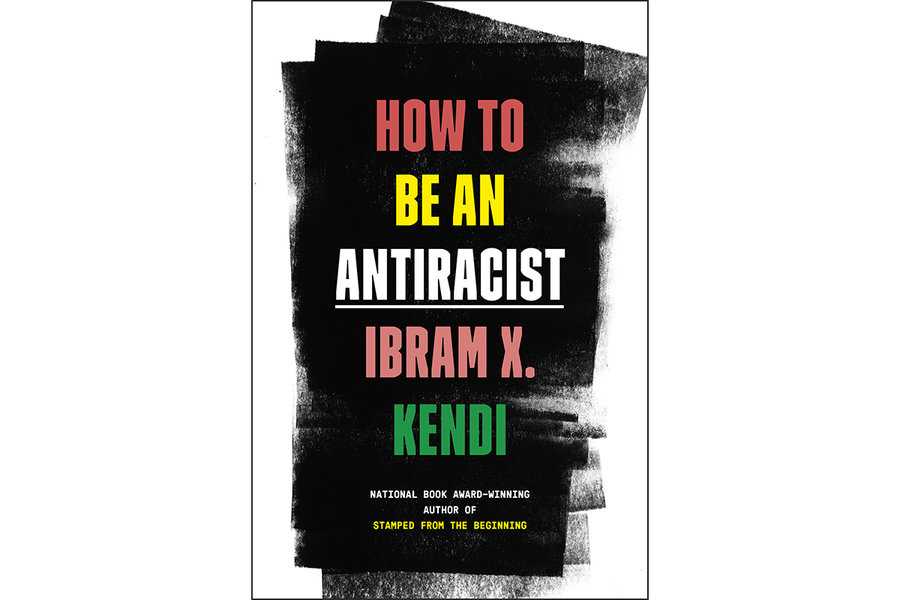 HOW TO
BE AN
ANTIRACIST
IBRAM X.
KENDI
NATIONAL BOOK AWARD–WINNING
AUTHOR OF
STAMPED FROM THE BEGINNING